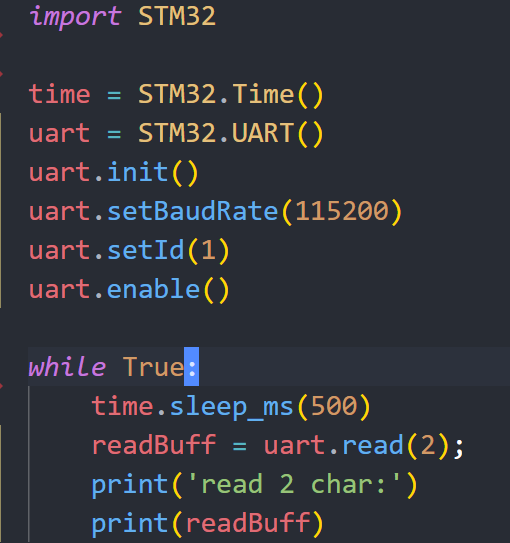 import STM32
time = STM32.Time()
uart = STM32.UART()
uart.init()
uart.setBaudRate(115200)
uart.setId(1)
uart.enable()
while True:
    time.sleep_ms(500)
    readBuff = uart.read(2);
    print('read 2 char:')
    print(readBuff)